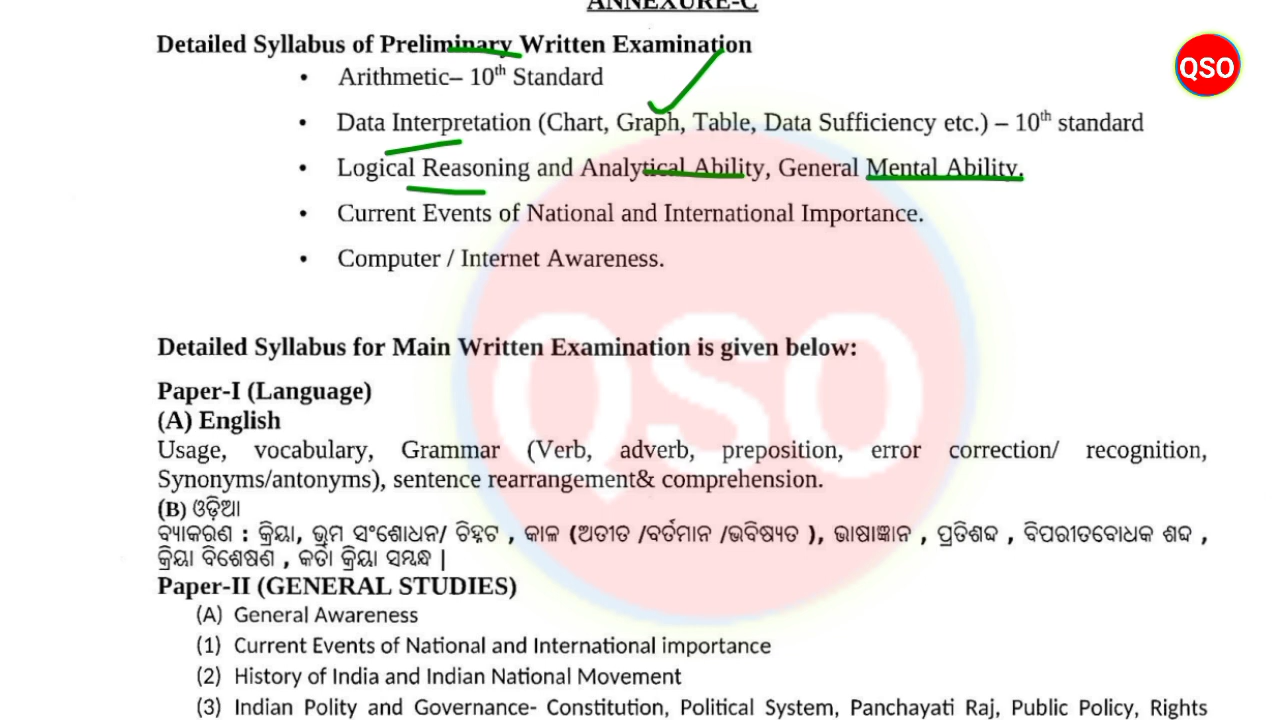 ANNEXURE-C
Detailed Syllabus of Preliminary Written Examination
QSO
• Arithmetic– 10th Standard
• Data Interpretation (Chart, Graph, Table, Data Sufficiency etc.) – 10th standard
• Logical Reasoning and Analytical Ability, General Mental Ability.
• Current Events of National and International Importance.
• Computer / Internet Awareness.
Detailed Syllabus for Main Written Examination is given below:
QSO
Paper-I (Language)
(A) English
Usage, vocabulary, Grammar (Verb, adverb, preposition, error correction/ recognition,
Synonyms/antonyms), sentence rearrangement& comprehension.
(B) ଓଡ଼ିଆ
ବ୍ୟାକରଣ : କ୍ରିୟା, ଭ୍ରମ ସଂଶୋଧନ/ ଚିହ୍ନଟ , କାଳ (ଅତୀତ /ବର୍ତମାନ /ଭବିଷ୍ୟତ ), ଭାଷାଜ୍ଞାନ , ପ୍ରତିଶବ୍ଦ , ବିପରୀତବୋଧକ ଶବ୍ଦ ,
କ୍ରିୟା ବିଶେଷଣ , କର୍ତା କ୍ରିୟା ସମ୍ବନ୍ଧ |
Paper-II (GENERAL STUDIES)
(A) General Awareness
(1) Current Events of National and International importance
(2) History of India and Indian National Movement
(3) Indian Polity and Governance- Constitution, Political System, Panchayati Raj, Public Policy, Rights